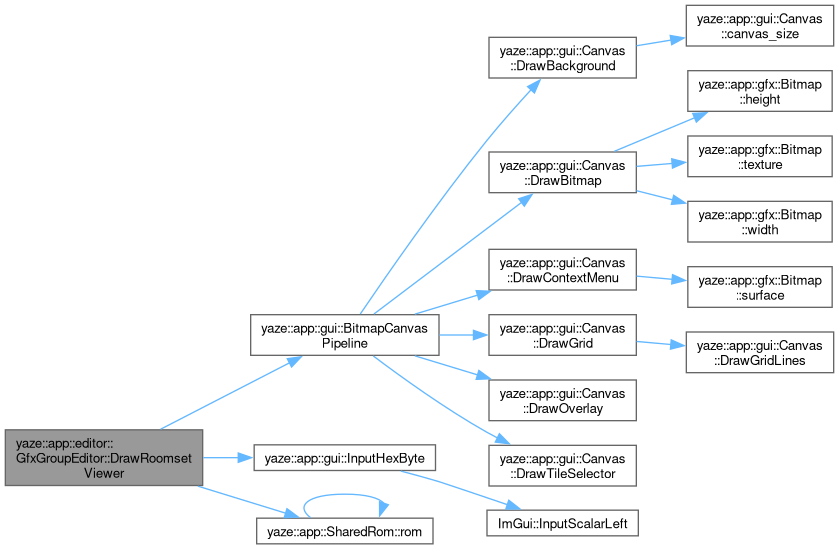 yaze::app::gui::Canvas
::canvas_size
yaze::app::gui::Canvas
::DrawBackground
yaze::app::gfx::Bitmap
::height
yaze::app::gfx::Bitmap
::texture
yaze::app::gui::Canvas
::DrawBitmap
yaze::app::gfx::Bitmap
::width
yaze::app::gui::Canvas
::DrawContextMenu
yaze::app::gfx::Bitmap
::surface
yaze::app::gui::BitmapCanvas
Pipeline
yaze::app::gui::Canvas
::DrawGrid
yaze::app::gui::Canvas
::DrawGridLines
yaze::app::gui::Canvas
::DrawOverlay
yaze::app::editor::
GfxGroupEditor::DrawRoomset
Viewer
yaze::app::gui::InputHexByte
yaze::app::gui::Canvas
::DrawTileSelector
yaze::app::SharedRom::rom
ImGui::InputScalarLeft